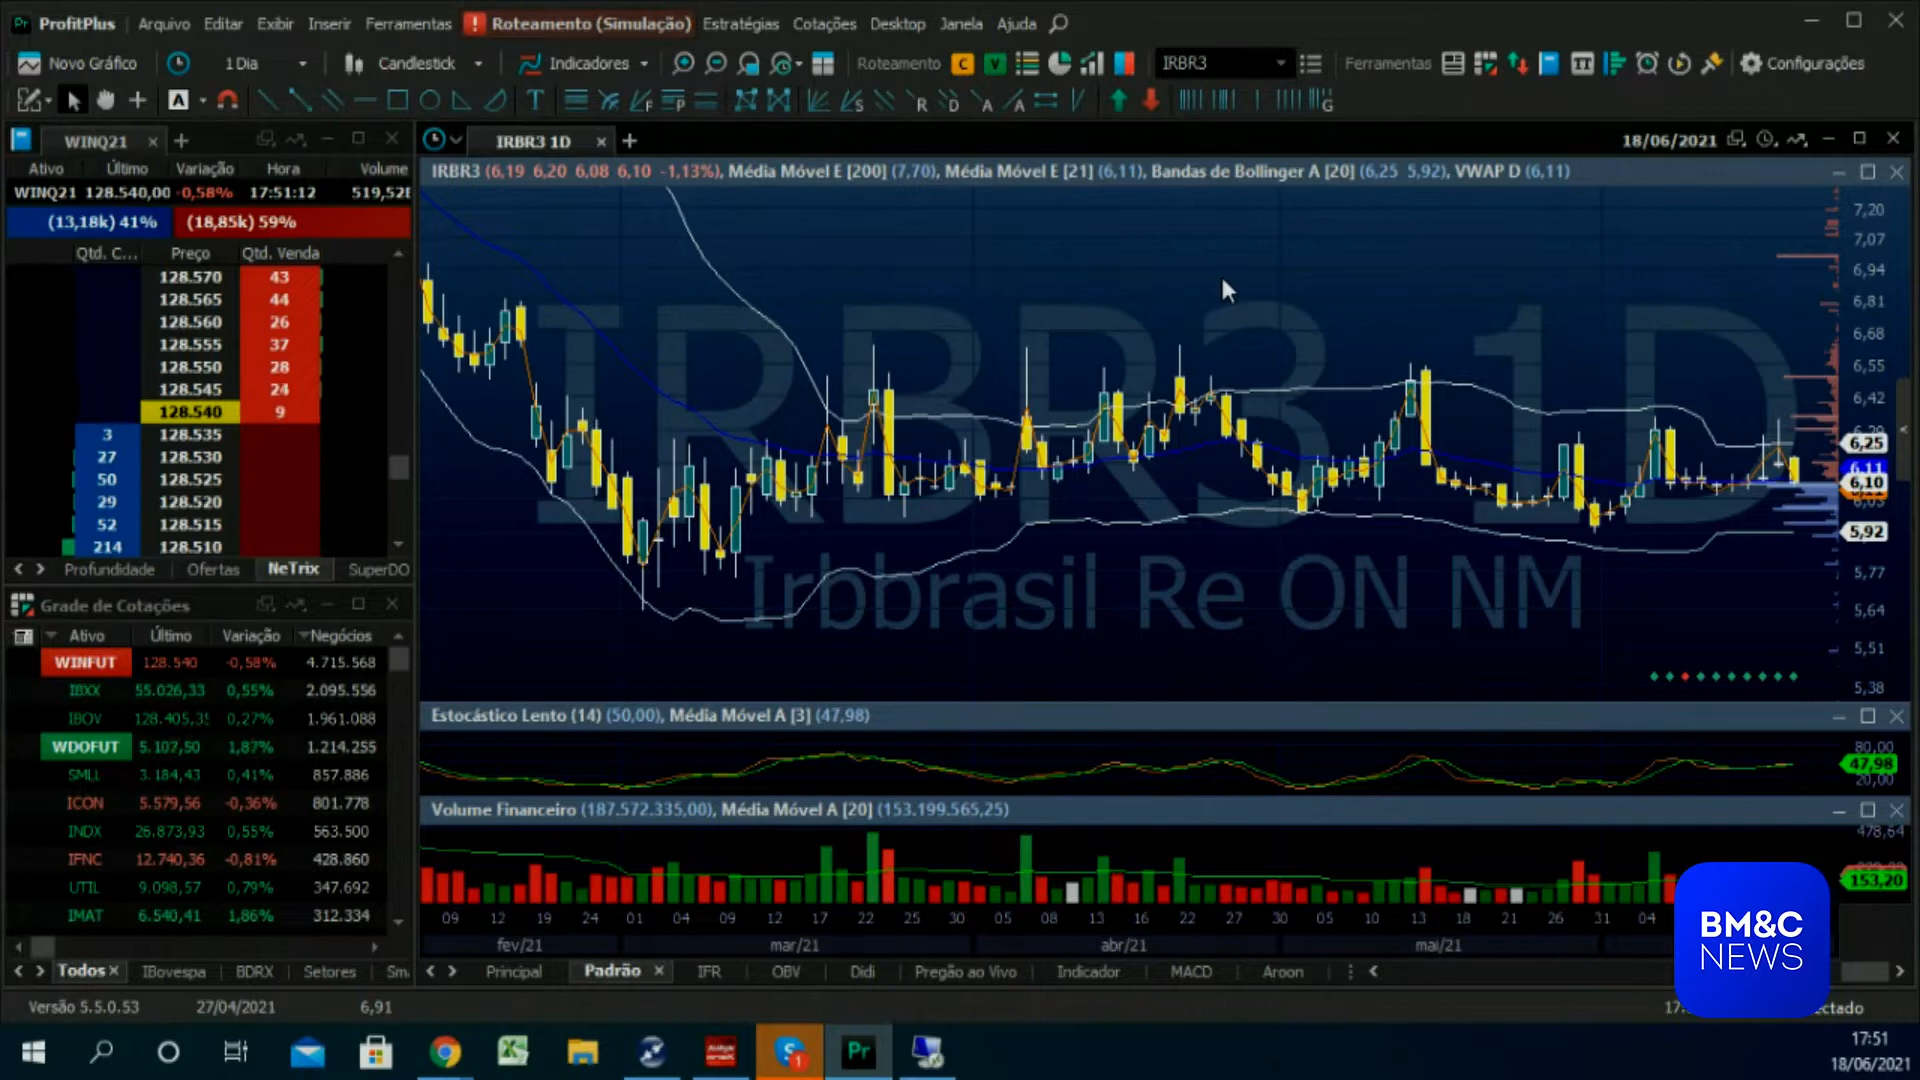 ProfitPlus Arquivo Editar Exibir Inserir Ferramentas ! Roteamento (Simulação) Estratégias Cotações Desktop Janela Ajuda
Novo Gráfico 1 Dia Candlestick Indicadores Roteamento C V IRBR3 Ferramentas Configurações
WINQ21
Ativo Último Variação Hora Volume
WINQ21 128.540,00 -0,58% 17:51:12 519,52
(13,18k) 41% (18,85k) 59%
Qtd. C... Preço Qtd. Venda
128.570 43
128.565 44
128.560 26
128.555 37
128.550 28
128.545 24
128.540 9
3 128.535
27 128.530
50 128.525
29 128.520
52 128.515
214 128.510
Profundidade Ofertas NeTrix SuperDO
Grade de Cotações
Ativo Último Variação Negócios
WINFUT 128.540 -0,58% 4.715.568
IBXX 55.026,33 0,55% 2.095.556
IBOV 128.405,3 0,27% 1.961.088
WDOFUT 5.107,50 1,87% 1.214.255
SMLL 3.184,43 0,41% 857.886
ICON 5.579,56 -0,36% 801.778
INDX 26.873,93 0,55% 563.500
IFNC 12.740,36 -0,81% 428.860
UTIL 9.098,57 0,79% 347.692
IMAT 6.540,41 1,86% 312.334
Todos IBovespa BDRX Setores Sm
IRBR3 1D 18/06/2021
IRBR3 (6,19 6,20 6,08 6,10 -1,13%), Média Móvel E [200] (7,70), Média Móvel E [21] (6,11), Bandas de Bollinger A [20] (6,25 5,92), VWAP D (6,11)
IRBR3 1D
Irbbrasil Re ON NM
7,20
7,07
6,94
6,81
6,68
6,55
6,42
6,25
6,11
6,10
5,92
5,77
5,64
5,51
5,38
Estocástico Lento (14) (50,00), Média Móvel A [3] (47,98)
80,00
47,98
20,00
Volume Financeiro (187.572.335,00), Média Móvel A [20] (153.199.565,25)
478,64
153,20
09 12 19 24 01 04 09 12 17 22 25 30 05 08 13 16 22 27 30 05 10 13 18 21 26 31 04
fev/21 mar/21 abr/21 mai/21
Principal Padrão IFR OBV Didi Pregão ao Vivo Indicador MACD Aroon
BM&C
NEWS
Versão 5.5.0.53 27/04/2021 6,91 17: ctado
Pr
17:51
18/06/2021